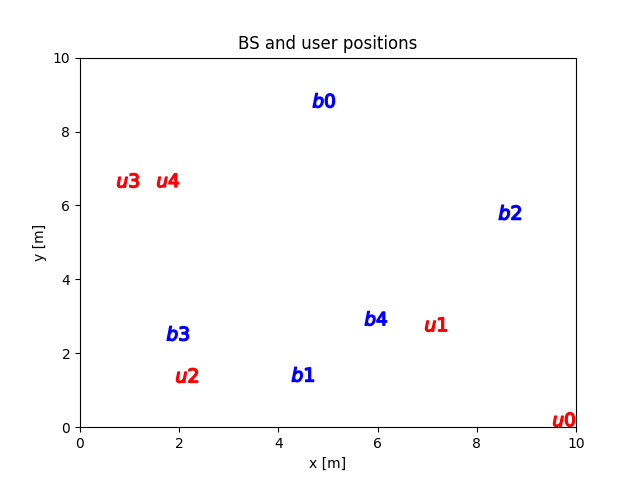 BS and user positions
10
b0
8
u3 u4
6
b2
y [m]
4
b4
u1
b3
2
u2
b1
u0
0
0 2 4 6 8 10
x [m]